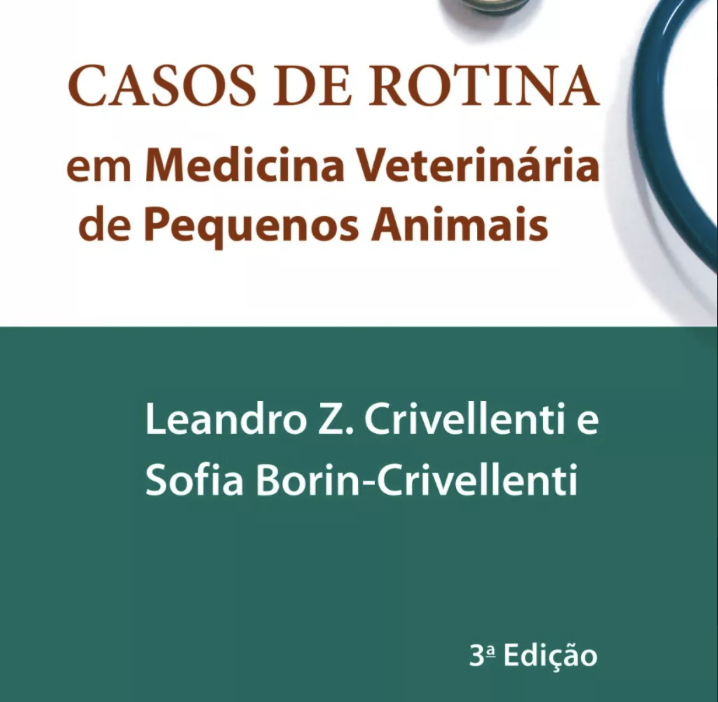 CASOS DE ROTINA
em Medicina Veterinária
de Pequenos Animais
Leandro Z. Crivellenti e
Sofia Borin-Crivellenti
3ª Edição